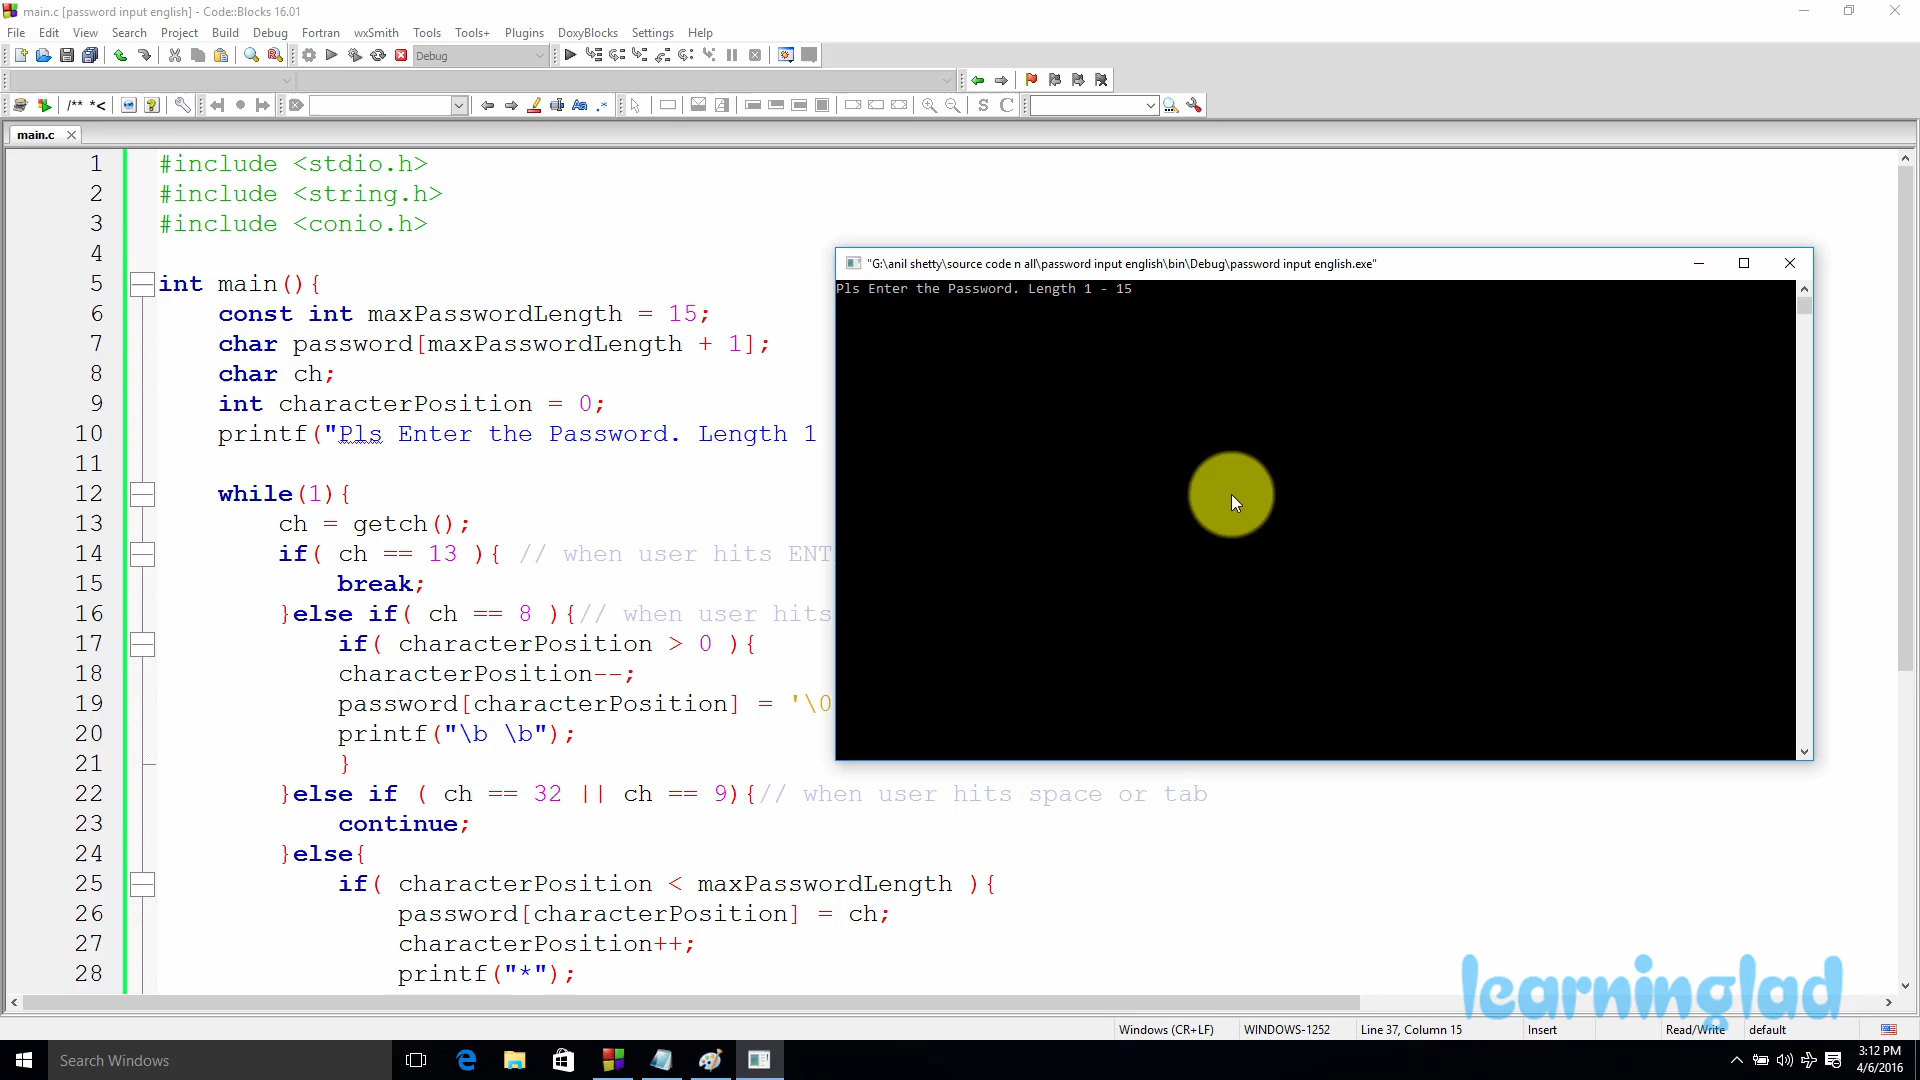 main.c [password input english] - Code::Blocks 16.01
File Edit View Search Project Build Debug Fortran wxSmith Tools Tools+ Plugins DoxyBlocks Settings Help
Debug
/** *< S C
main.c
1 #include <stdio.h>
2 #include <string.h>
3 #include <conio.h>
4
5 int main(){
6 const int maxPasswordLength = 15;
7 char password[maxPasswordLength + 1];
8 char ch;
9 int characterPosition = 0;
10 printf("Pls Enter the Password. Length 1
11
12 while(1){
13 ch = getch();
14 if( ch == 13 ){ // when user hits ENT
15 break;
16 }else if( ch == 8 ){// when user hits
17 if( characterPosition > 0 ){
18 characterPosition--;
19 password[characterPosition] = '\0
20 printf("\b \b");
21 }
22 }else if ( ch == 32 || ch == 9){// when user hits space or tab
23 continue;
24 }else{
25 if( characterPosition < maxPasswordLength ){
26 password[characterPosition] = ch;
27 characterPosition++;
28 printf("*");
"G:\anil shetty\source code n all\password input english\bin\Debug\password input english.exe"
Pls Enter the Password. Length 1 - 15
learninglad
Windows (CR+LF) WINDOWS-1252 Line 37, Column 15 Insert Read/Write default
Search Windows
3:12 PM
4/6/2016